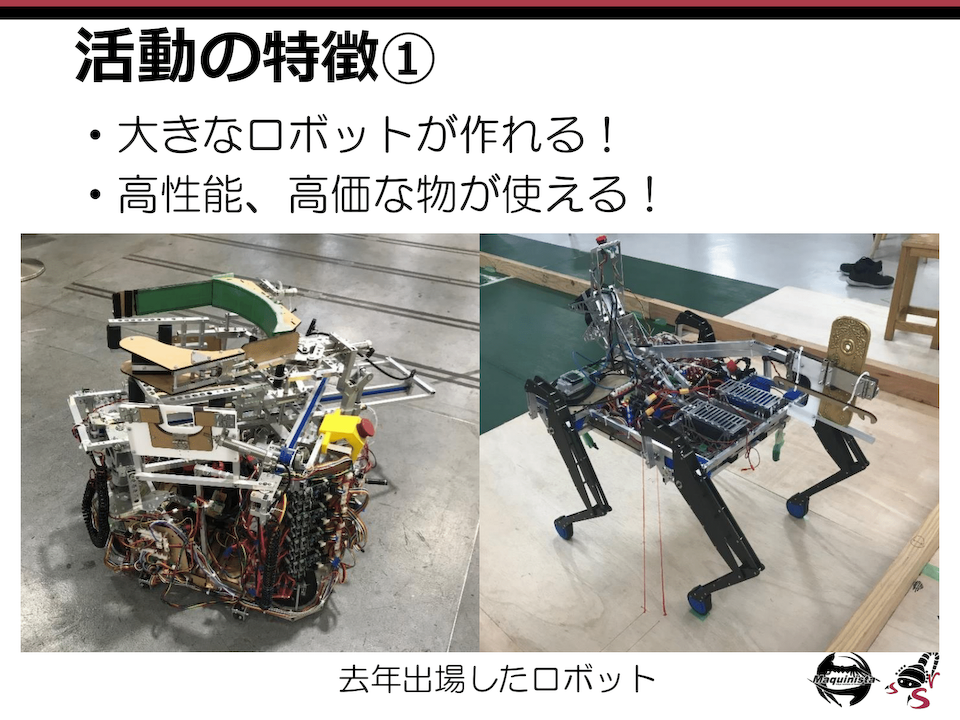 活動の特徴①
・大きなロボットが作れる！
・高性能、高価な物が使える！
去年出場したロボット
Maquinista
s S r